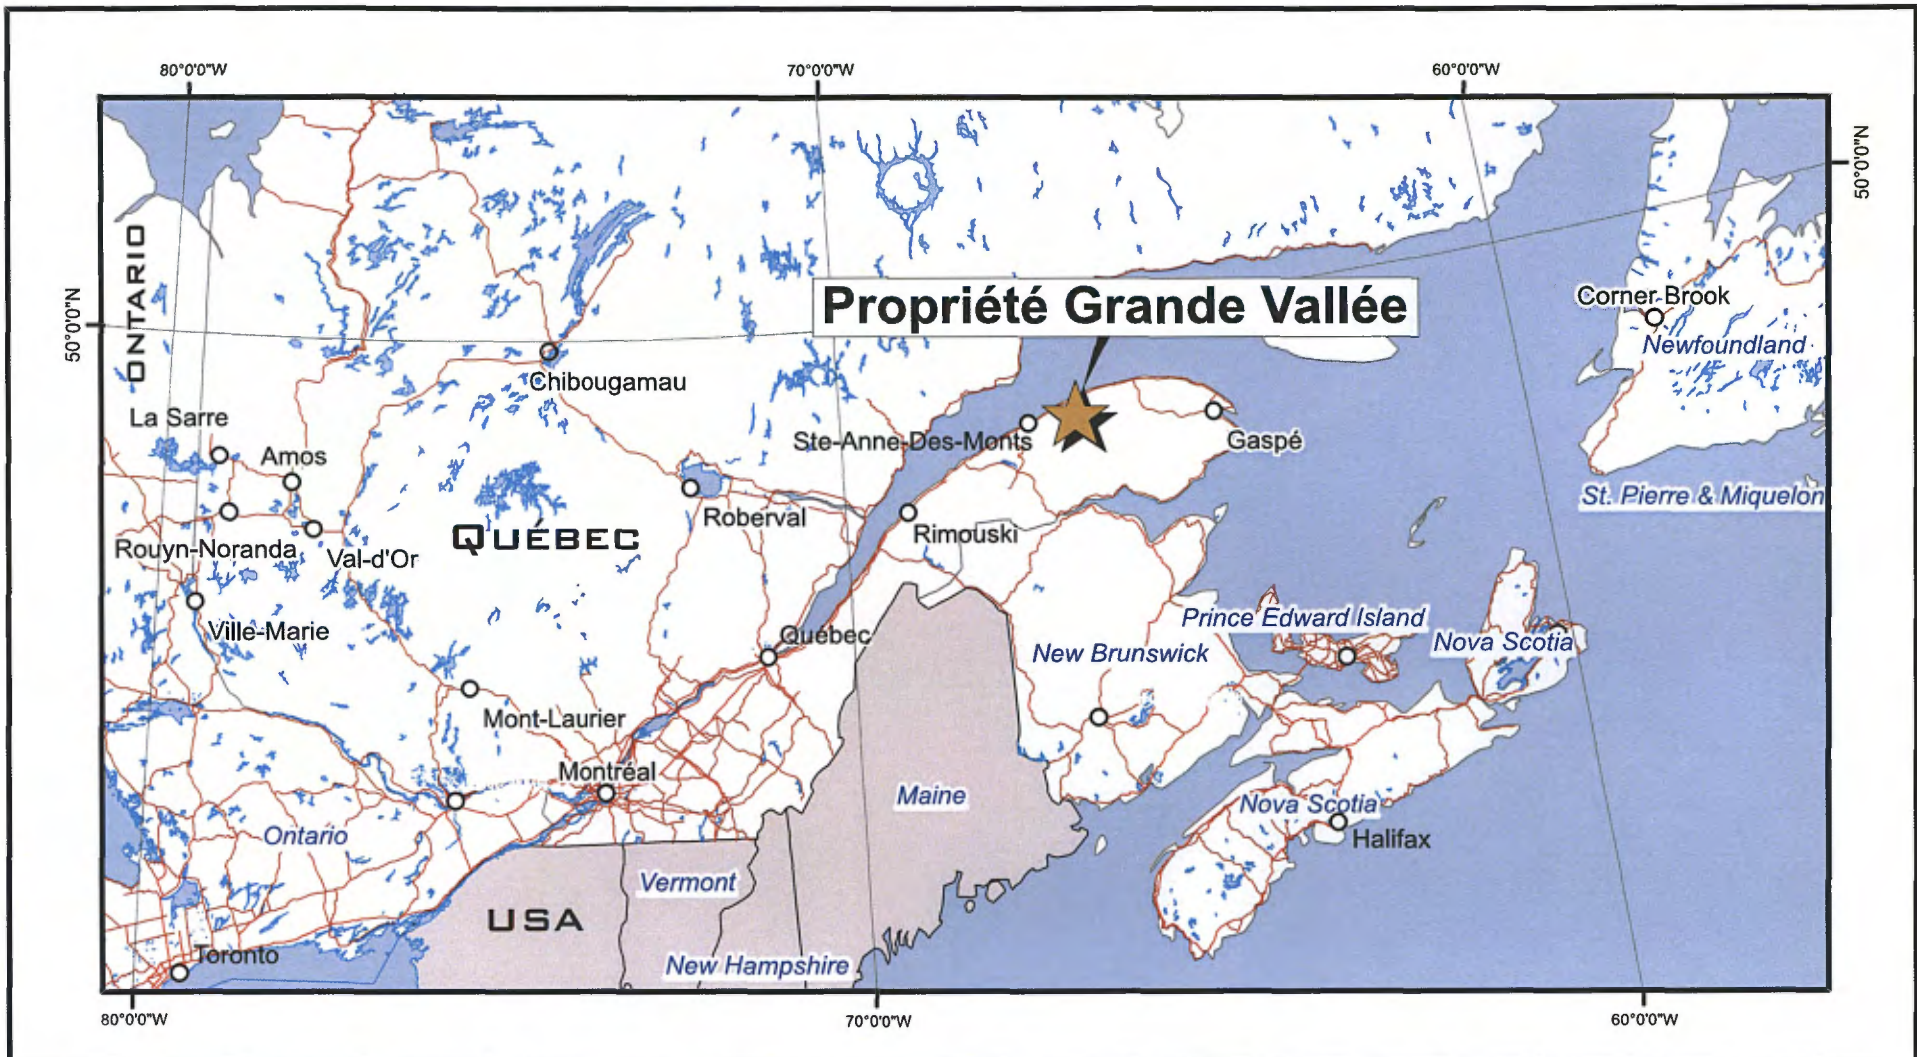 80°0'0"W
70°0'0"W
60°0'0"W
50°0'0"N
50°0'0"N
ONTARIO
Propriété Grande Vallée
Corner Brook
Newfoundland
Chibougamau
La Sarre
Amos
Ste-Anne-Des-Monts
Gaspé
St. Pierre & Miquelon
Roberval
Rimouski
QUÉBEC
Rouyn-Noranda
Val-d'Or
Ville-Marie
Québec
Prince Edward Island
New Brunswick
Nova Scotia
Mont-Laurier
Montréal
Maine
Nova Scotia
Halifax
Ontario
Vermont
USA
Toronto
New Hampshire
80°0'0"W
70°0'0"W
60°0'0"W